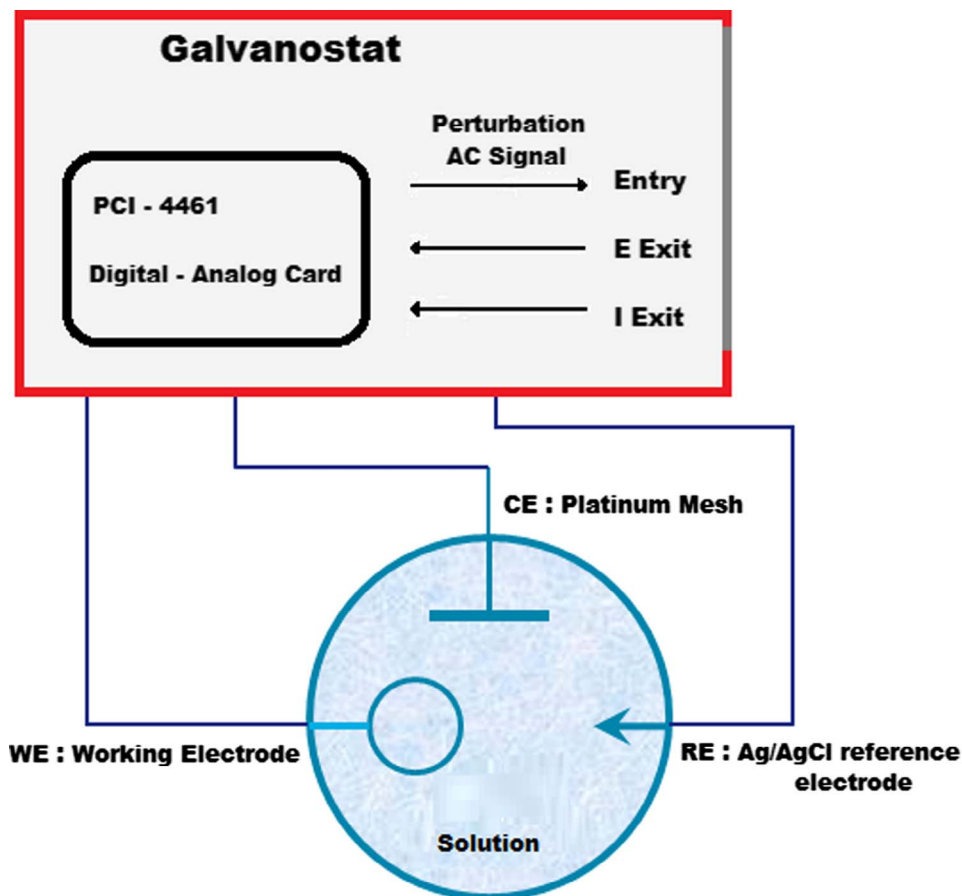 Galvanostat
Perturbation
AC Signal
PCI - 4461
Digital - Analog Card
Entry
E Exit
I Exit
CE : Platinum Mesh
WE : Working Electrode
RE : Ag/AgCl reference
electrode
Solution